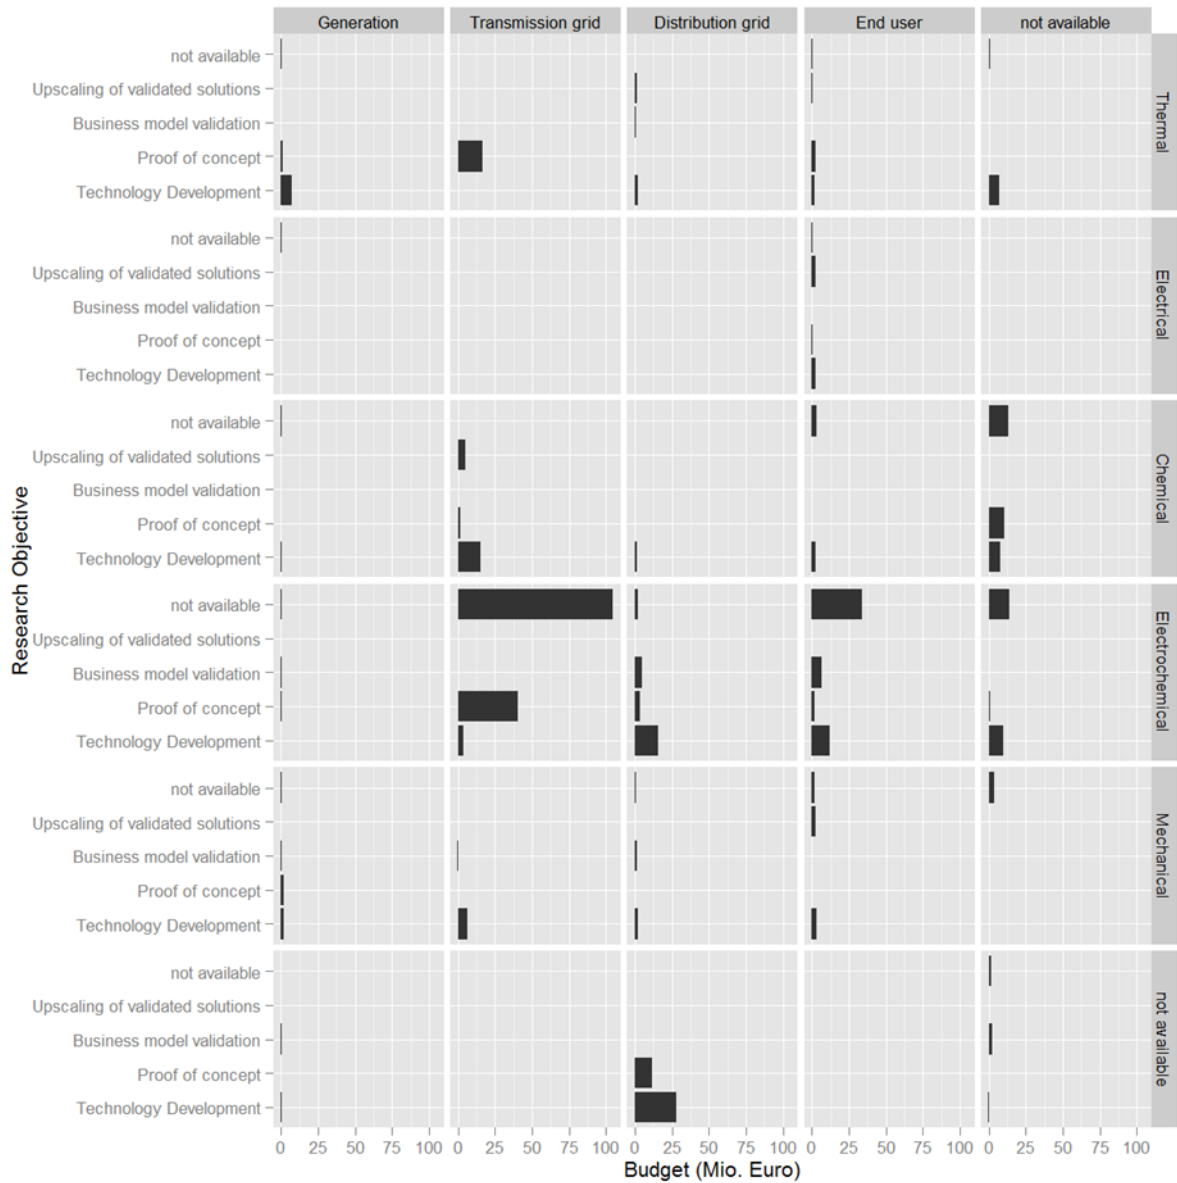 Generation Transmission grid Distribution grid End user not available
not available
Upscaling of validated solutions
Business model validation
Proof of concept
Technology Development
Thermal
not available
Upscaling of validated solutions
Business model validation
Proof of concept
Technology Development
Electrical
not available
Upscaling of validated solutions
Business model validation
Proof of concept
Technology Development
Chemical
Research Objective
not available
Upscaling of validated solutions
Business model validation
Proof of concept
Technology Development
Electrochemical
not available
Upscaling of validated solutions
Business model validation
Proof of concept
Technology Development
Mechanical
not available
Upscaling of validated solutions
Business model validation
Proof of concept
Technology Development
not available
0 25 50 75 100 0 25 50 75 100 0 25 50 75 100 0 25 50 75 100 0 25 50 75 100
Budget (Mio. Euro)